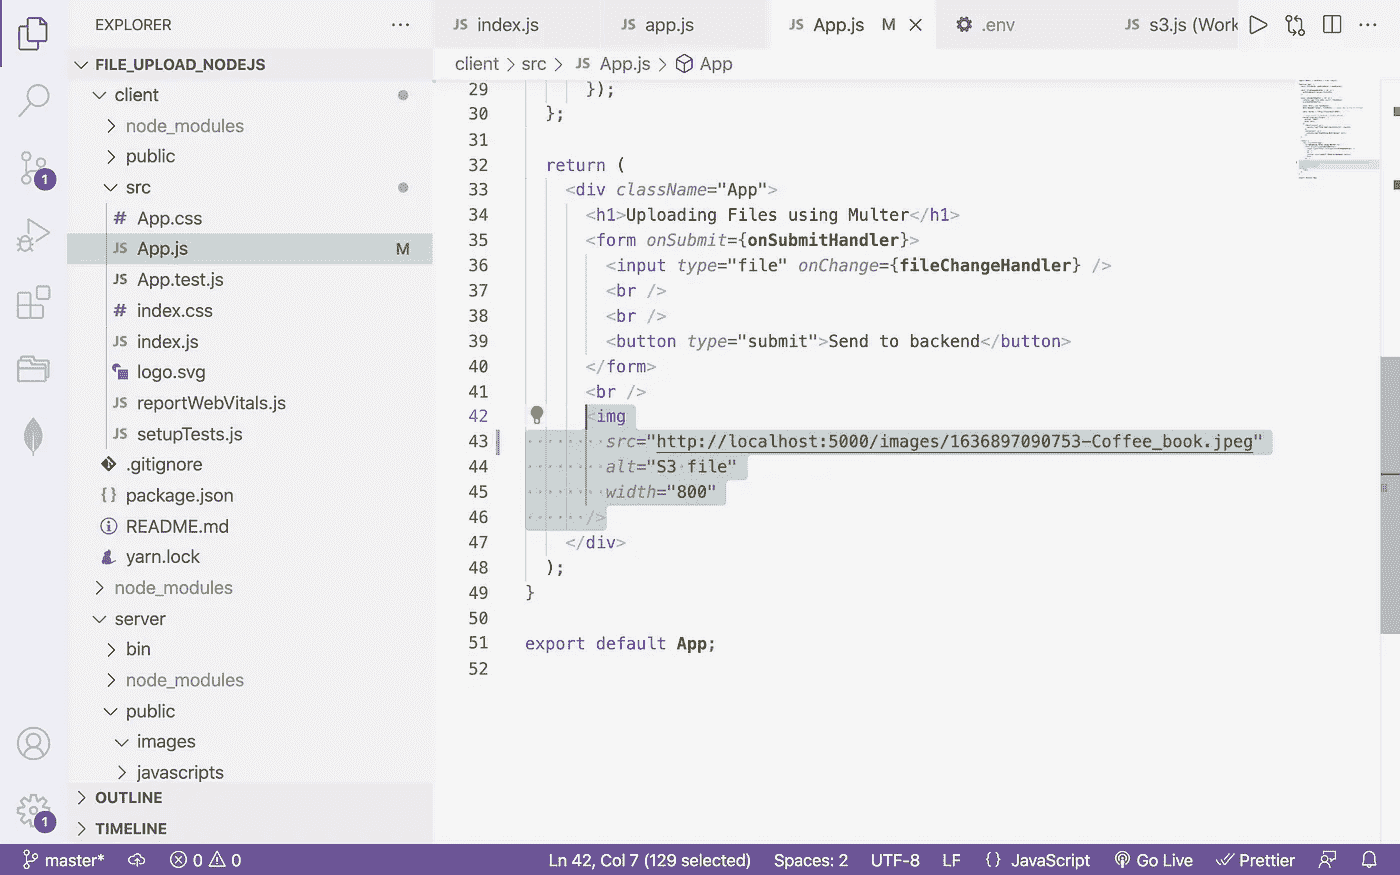 EXPLORER
FILE_UPLOAD_NODEJS
client
node_modules
public
src
# App.css
JS App.js M
JS App.test.js
# index.css
JS index.js
logo.svg
JS reportWebVitals.js
JS setupTests.js
.gitignore
{} package.json
README.md
yarn.lock
node_modules
server
bin
node_modules
public
images
javascripts
OUTLINE
TIMELINE
1
1
JS index.js JS app.js JS App.js M .env JS s3.js (Work
client > src > JS App.js > App
29 });
30 };
31
32 return (
33 <div className="App">
34 <h1>Uploading Files using Multer</h1>
35 <form onSubmit={onSubmitHandler}>
36 <input type="file" onChange={fileChangeHandler} />
37 <br />
38 <br />
39 <button type="submit">Send to backend</button>
40 </form>
41 <br />
42 <img
43 src="http://localhost:5000/images/1636897090753-Coffee_book.jpeg"
44 alt="S3 file"
45 width="800"
46 />
47 </div>
48 );
49 }
50
51 export default App;
52
master* 0 0 Ln 42, Col 7 (129 selected) Spaces: 2 UTF-8 LF {} JavaScript Go Live Prettier